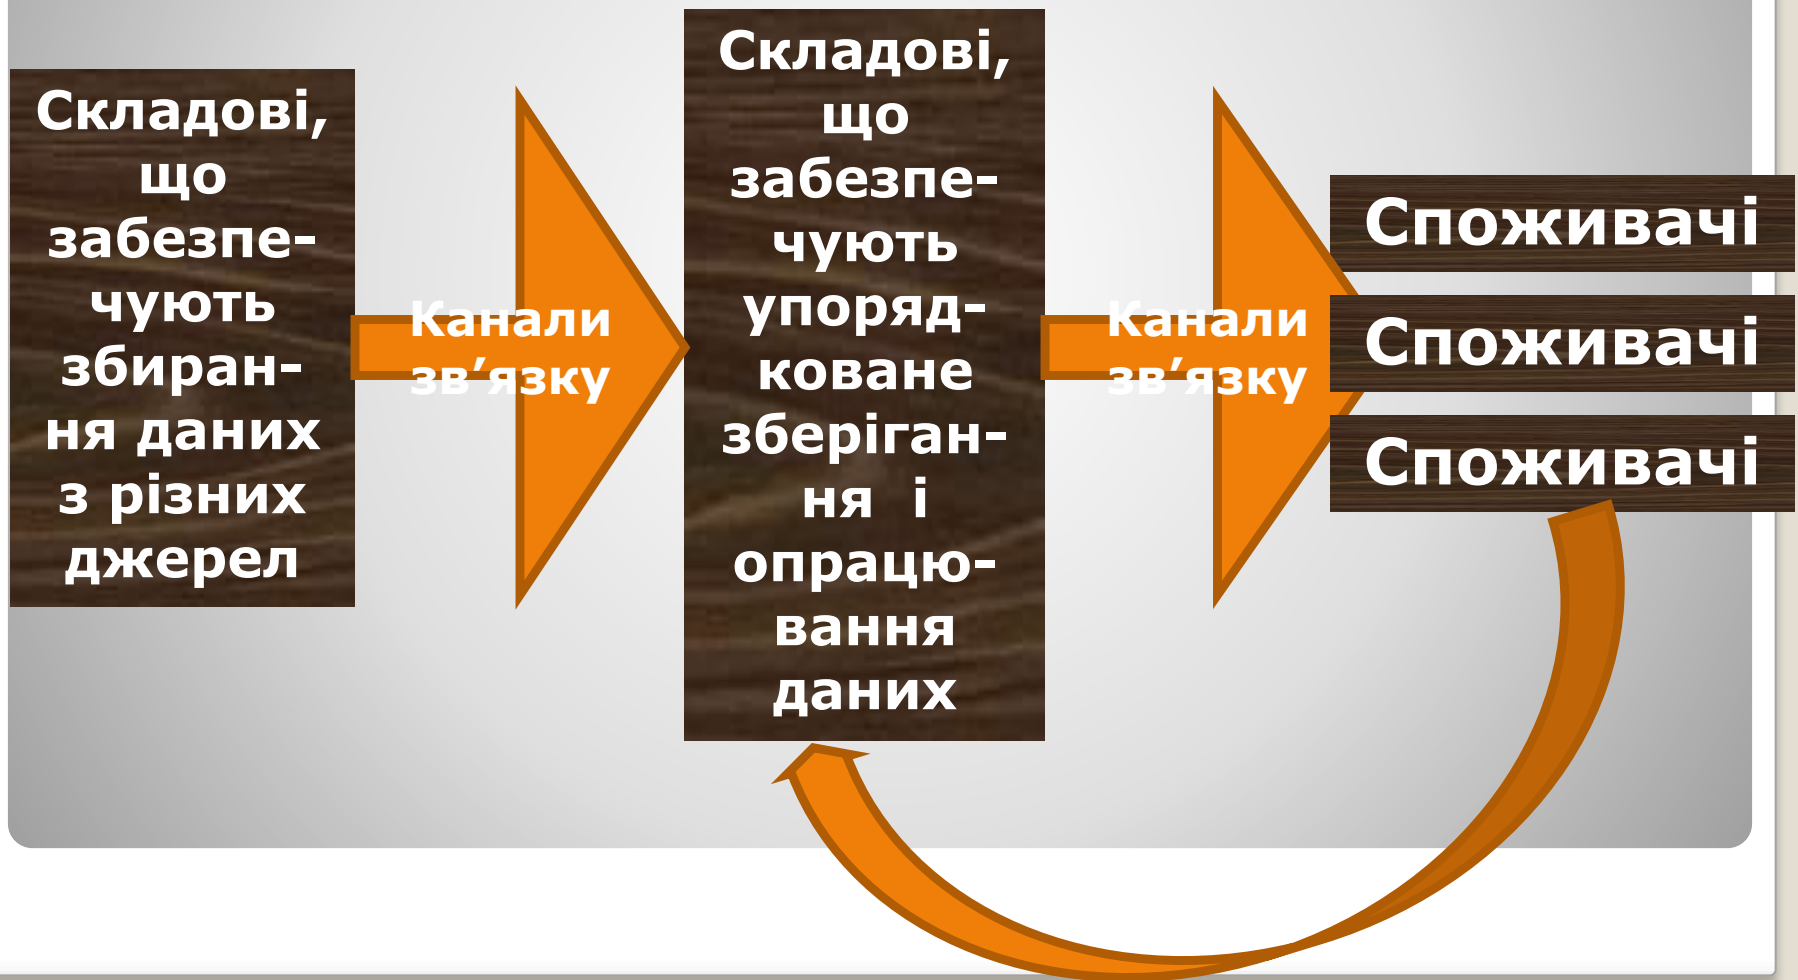 Складові,
що
забезпе-
чують
збиран-
ня даних
з різних
джерел
Канали
зв’язку
Складові,
що
забезпе-
чують
упоряд-
коване
зберіган-
ня і
опрацю-
вання
даних
Канали
зв’язку
Споживачі
Споживачі
Споживачі